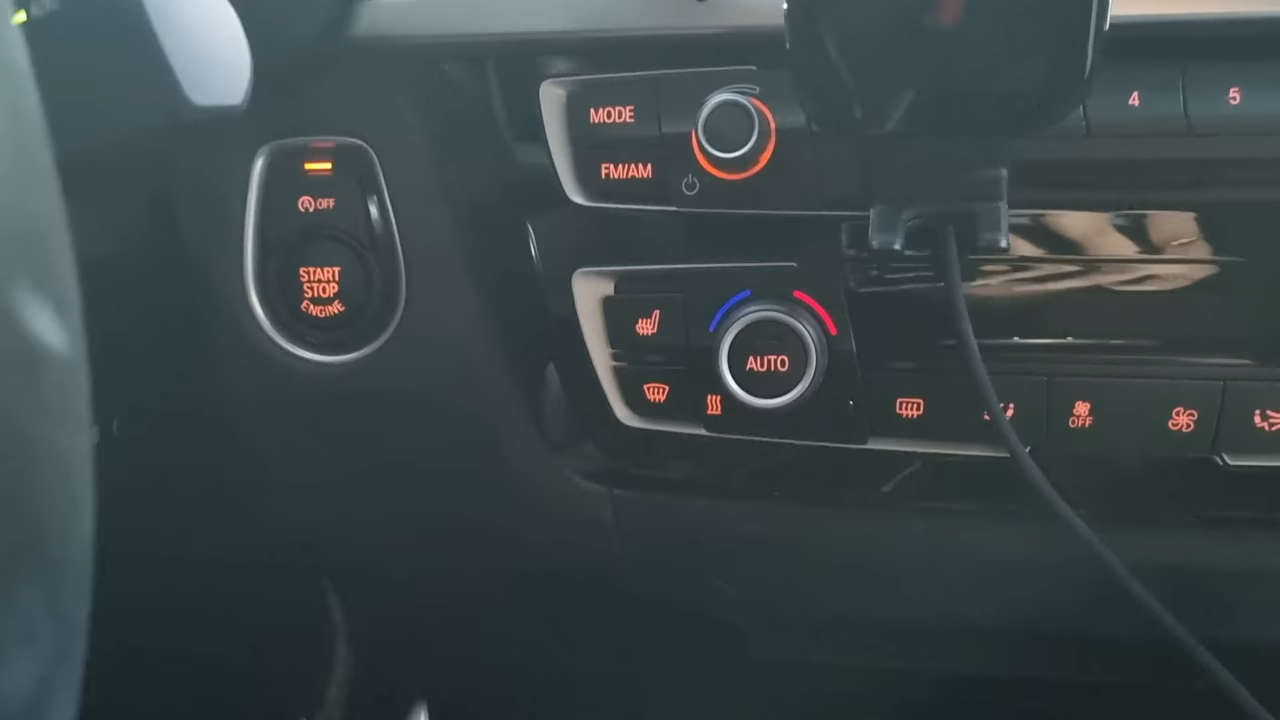 MODE
FM/AM
4
5
A OFF
START
STOP
ENGINE
AUTO
OFF